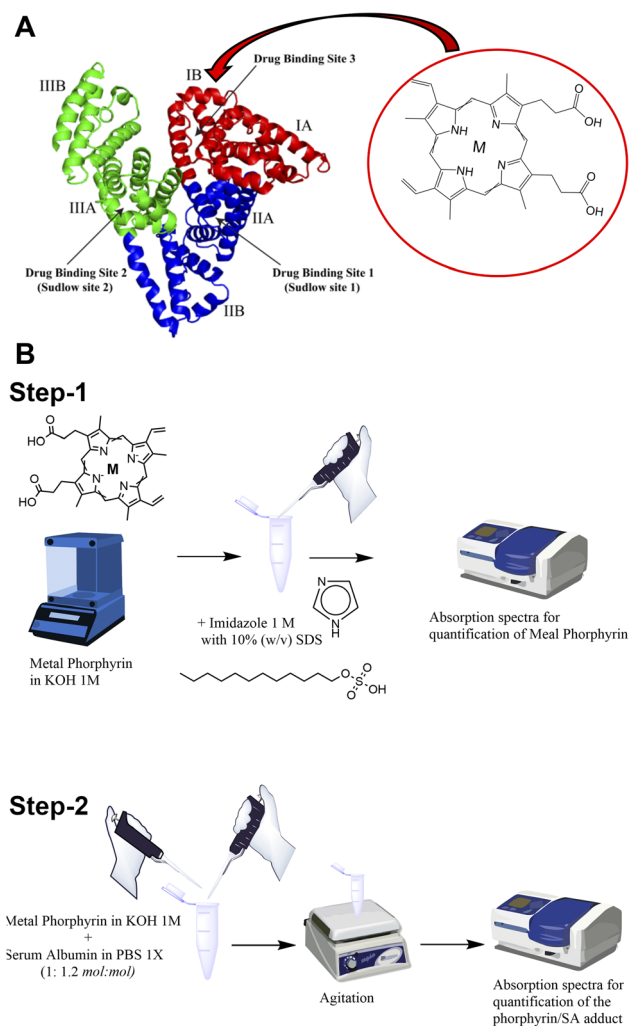 A
IB
Drug Binding Site 3
IIIB
IA
IIIA
IIA
Drug Binding Site 2
(Sudlow site 2)
Drug Binding Site 1
(Sudlow site 1)
IIB
O
OH
NH
N
M
N
NH
O
OH
B
Step-1
O
HO
N
N-
M
N-
N
O
HO
N
N
H
+ Imidazole 1 M
with 10% (w/v) SDS
Metal Phorphyrin
in KOH 1M
Absorption spectra for
quantification of Meal Phorphyrin
O
O
S
OH
O
Step-2
Metal Phorphyrin in KOH 1M
+
Serum Albumin in PBS 1X
(1: 1.2 mol:mol)
Agitation
Absorption spectra for
quantification of the
phorphyrin/SA adduct